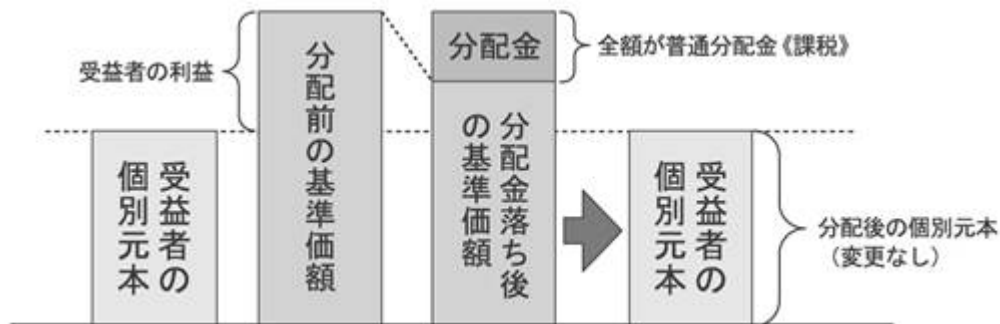 受益者の利益
受益者の
個別元本
分配前の基準価額
分配金
全額が普通分配金《課税》
分配金落ち後
の基準価額
受益者の
個別元本
分配後の個別元本
(変更なし)